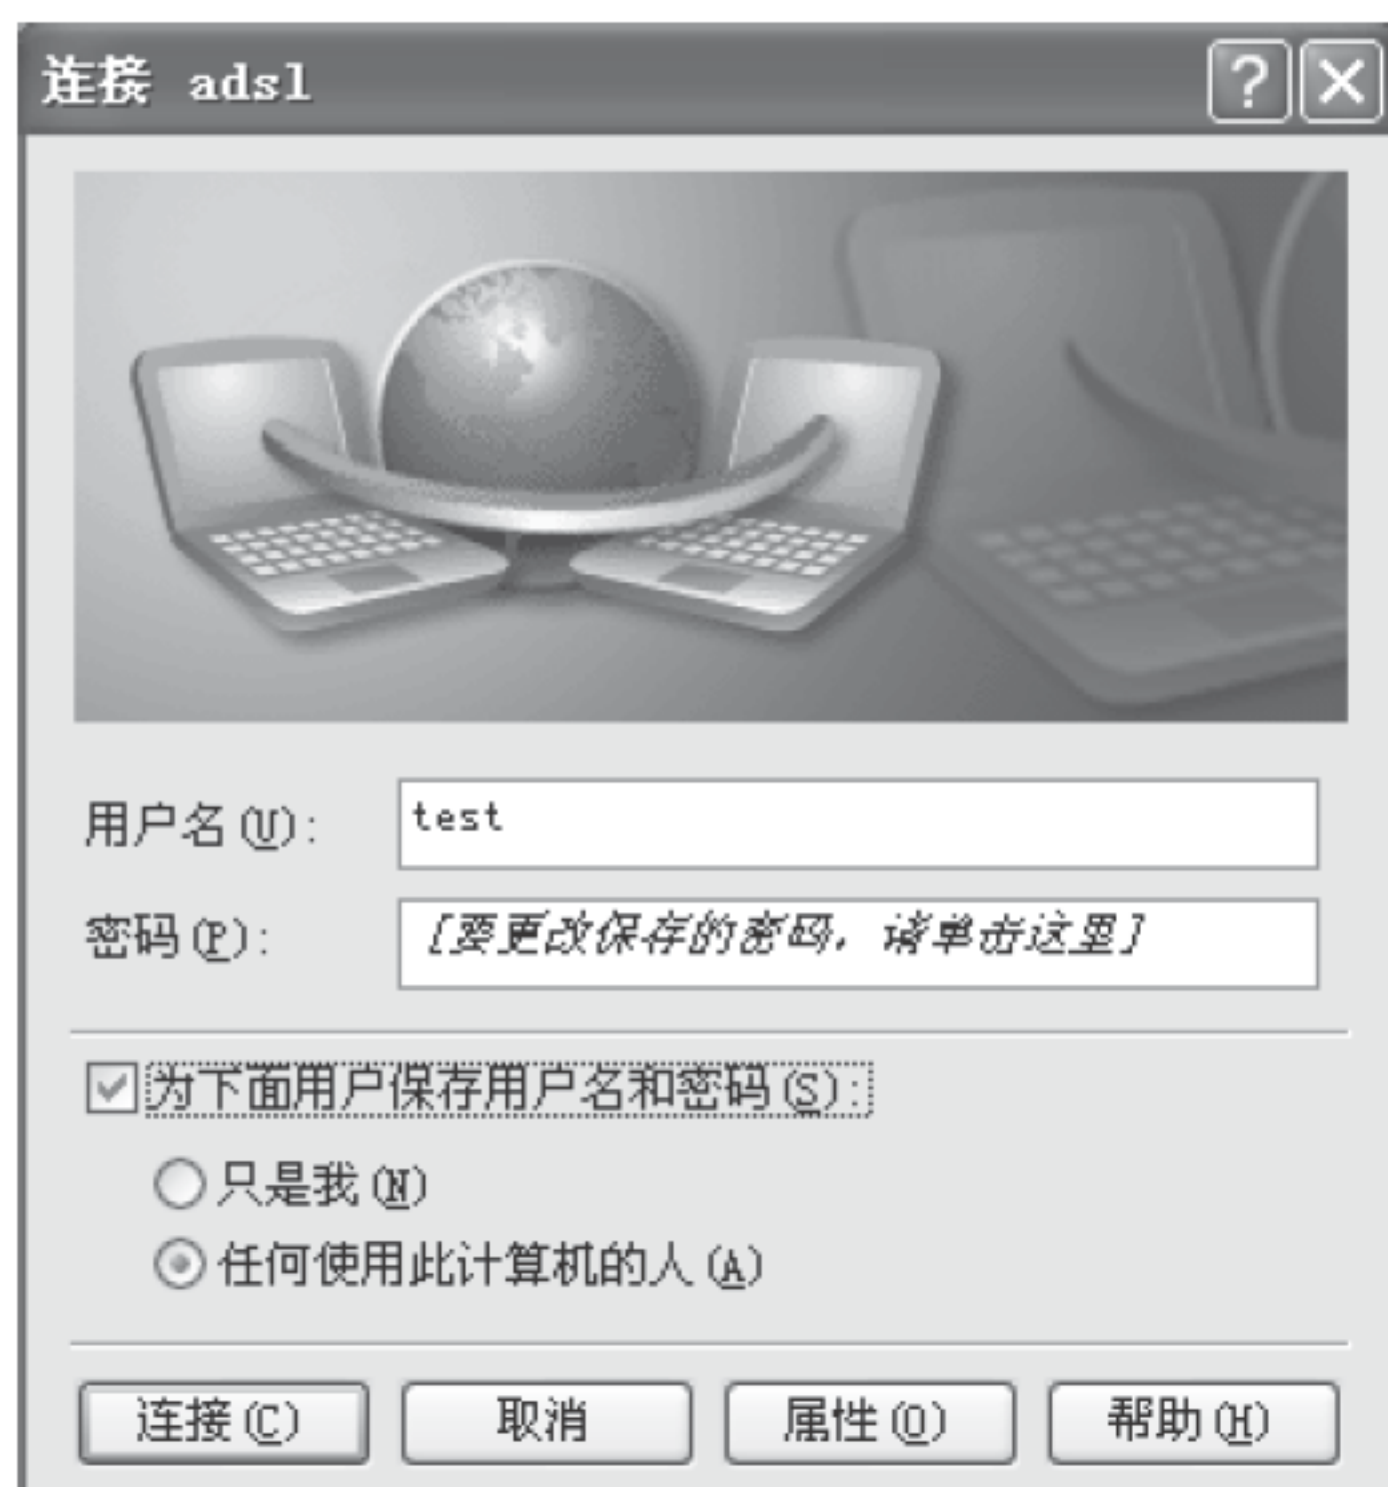 连接 adsl
用户名(U):
test
密码(P):
[要更改保存的密码，请单击这里]
为下面用户保存用户名和密码(S):
只是我(N)
任何使用此计算机的人(A)
连接(C) 取消 属性(O) 帮助(H)